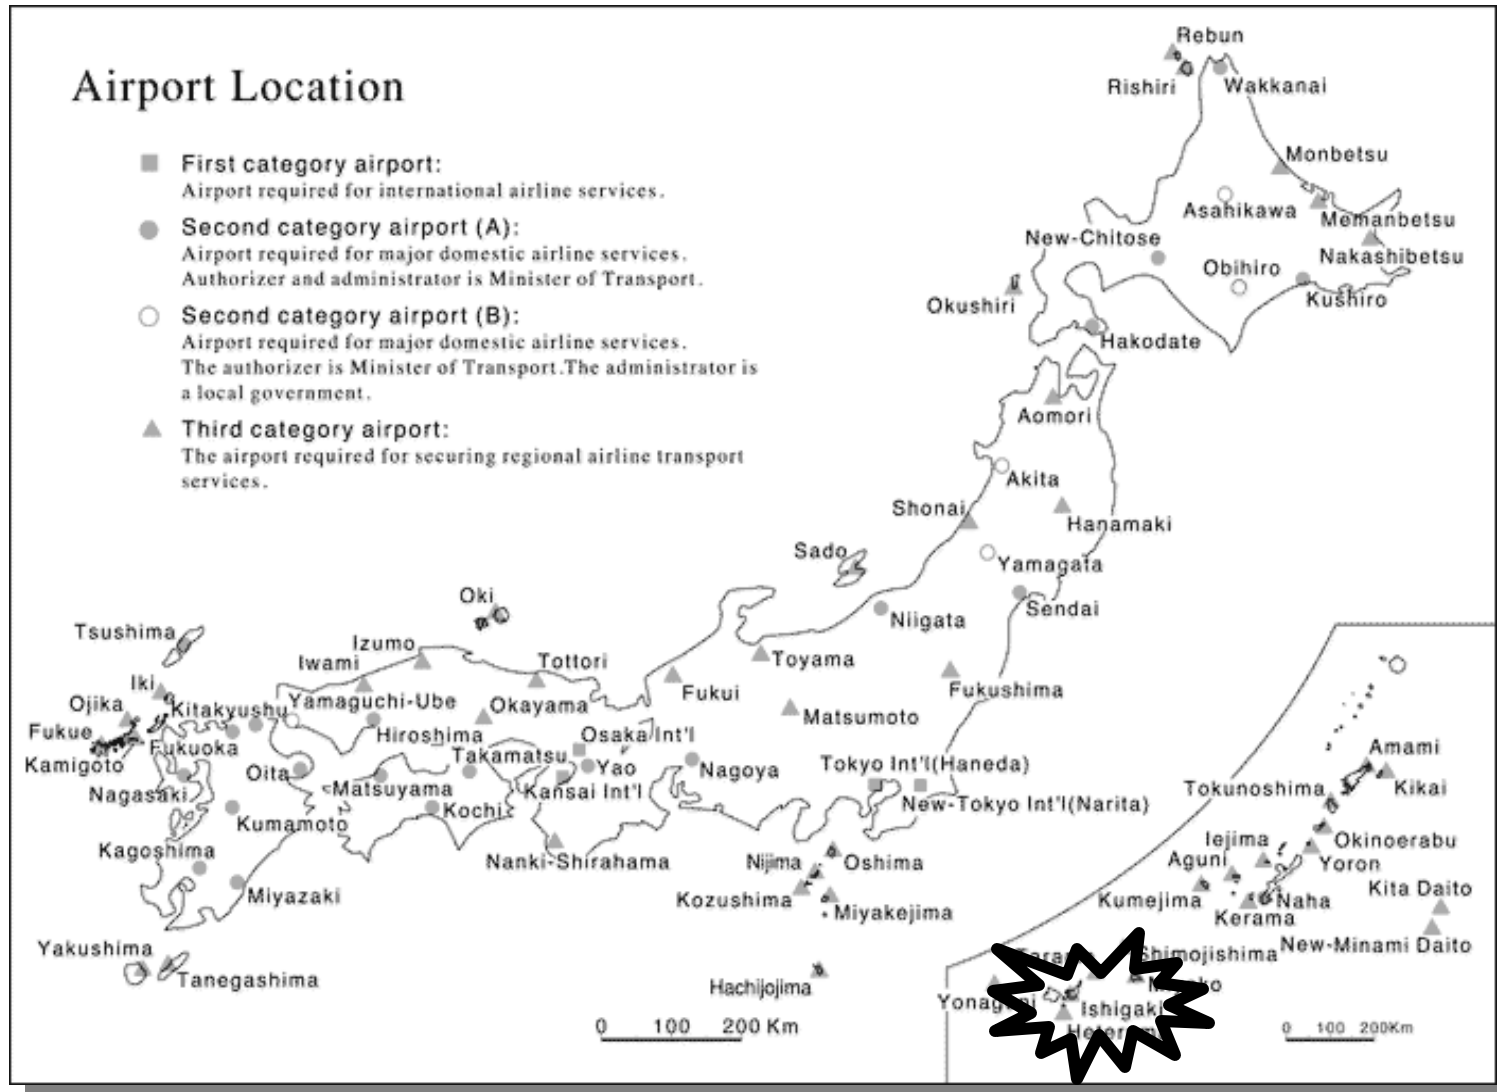 Airport Location
First category airport:
Airport required for international airline services.
Second category airport (A):
Airport required for major domestic airline services.
Authorizer and administrator is Minister of Transport.
Second category airport (B):
Airport required for major domestic airline services.
The authorizer is Minister of Transport.The administrator is
a local government.
Third category airport:
The airport required for securing regional airline transport
services.
Rebun
Rishiri
Wakkanai
Monbetsu
Asahikawa
Memanbetsu
New-Chitose
Nakashibetsu
Obihiro
Okushiri
Kushiro
Hakodate
Aomori
Akita
Shonai
Hanamaki
Sado
Yamagata
Oki
Sendai
Niigata
Tsushima
Izumo
Iwami
Tottori
Toyama
Iki
Fukui
Fukushima
Ojika
Kitakyushu
Yamaguchi-Ube
Okayama
Matsumoto
Fukue
Hiroshima
Osaka Int'l
Fukuoka
Takamatsu
Kamigoto
Oita
Yao
Nagoya
Tokyo Int'l(Haneda)
Nagasaki
Matsuyama
Kansai Int'l
New-Tokyo Int'l(Narita)
Kochi
Kumamoto
Kagoshima
Nanki-Shirahama
Nijima
Oshima
Miyazaki
Kozushima
Miyakejima
Yakushima
Tanegashima
Hachijojima
0 100 200 Km
Amami
Tokunoshima
Kikai
Iejima
Okinoerabu
Aguni
Yoron
Kita Daito
Kumejima
Naha
Kerama
New-Minami Daito
Shimojishima
Ishigaki
0 100 200Km